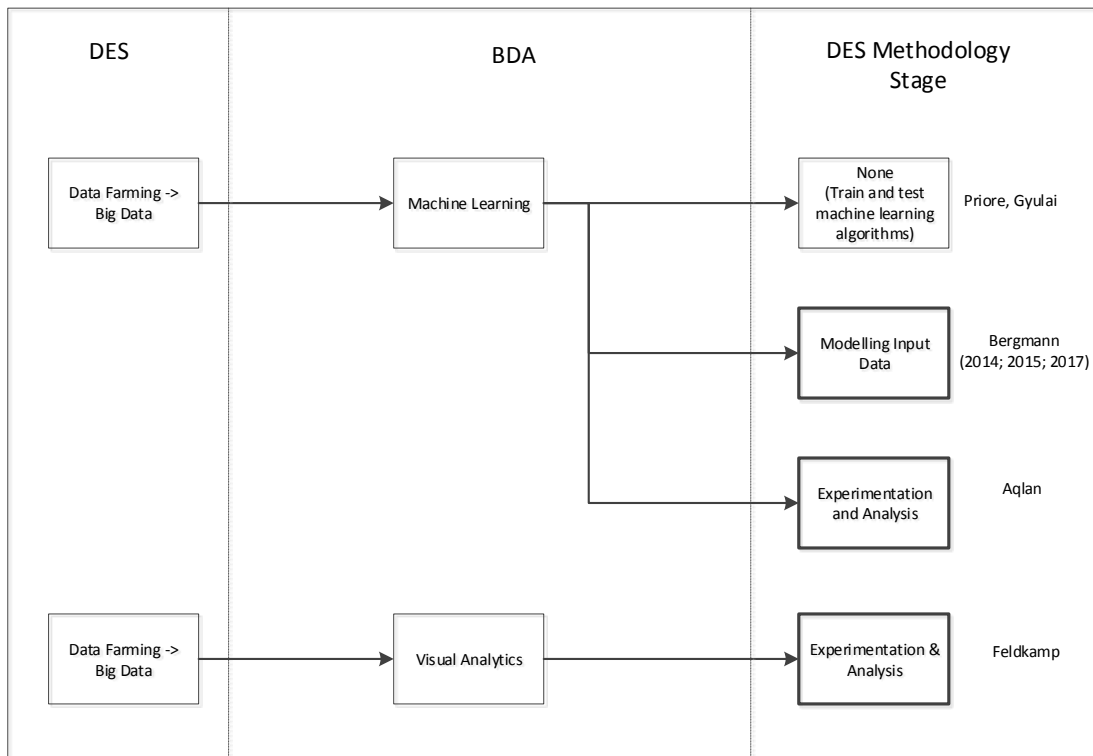 DES
BDA
DES Methodology
Stage
Data Farming ->
Big Data
Machine Learning
None
(Train and test
machine learning
algorithms)
Priore, Gyulai
Modelling Input
Data
Bergmann
(2014; 2015; 2017)
Experimentation
and Analysis
Aqlan
Data Farming ->
Big Data
Visual Analytics
Experimentation &
Analysis
Feldkamp